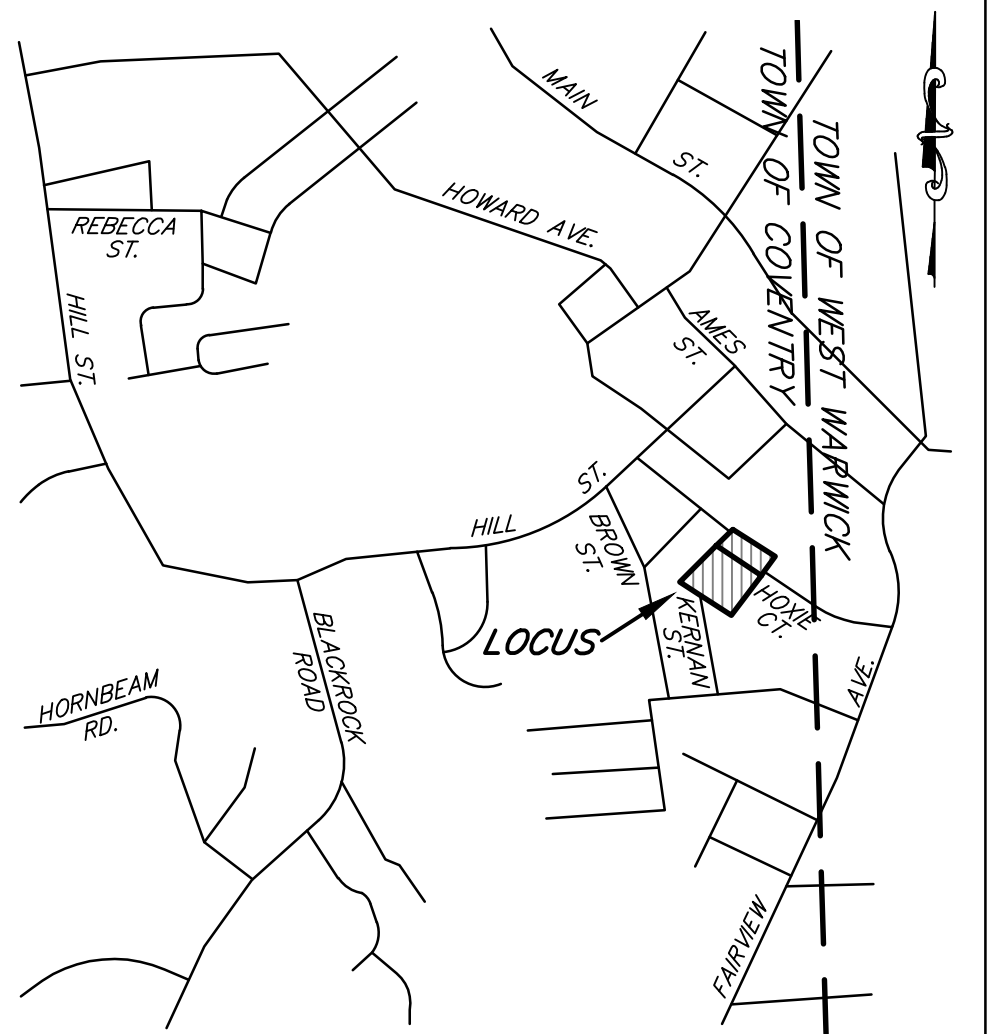 MAIN
ST.
TOWN OF WEST WARWICK
TOWN OF COVENTRY
HOWARD AVE.
REBECCA
ST.
HILL ST.
AMES
ST.
HILL
ST.
BROWN
ST.
HOXIE
CT.
LOCUS
KERNAN
ST.
BLACKROCK
ROAD
HORNBEAM
RD.
FAIRVIEW
AVE.